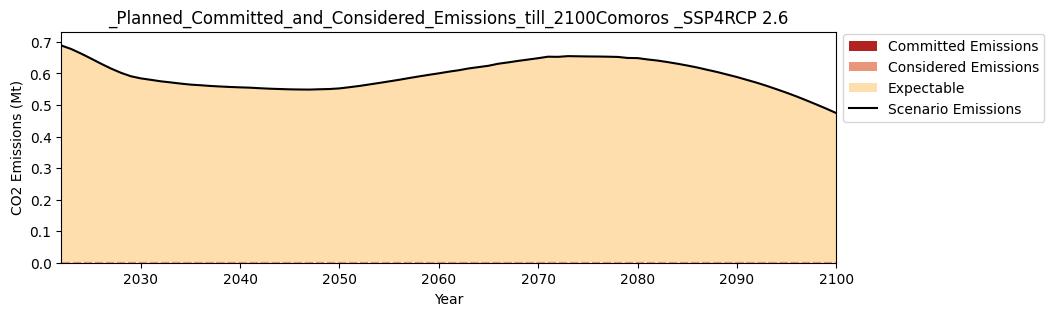 _Planned_Committed_and_Considered_Emissions_till_2100Comoros _SSP4RCP 2.6
0.7
0.6
0.5
0.4
0.3
0.2
0.1
0.0
CO2 Emissions (Mt)
2030 2040 2050 2060 2070 2080 2090 2100
Year
Committed Emissions
Considered Emissions
Expectable
Scenario Emissions